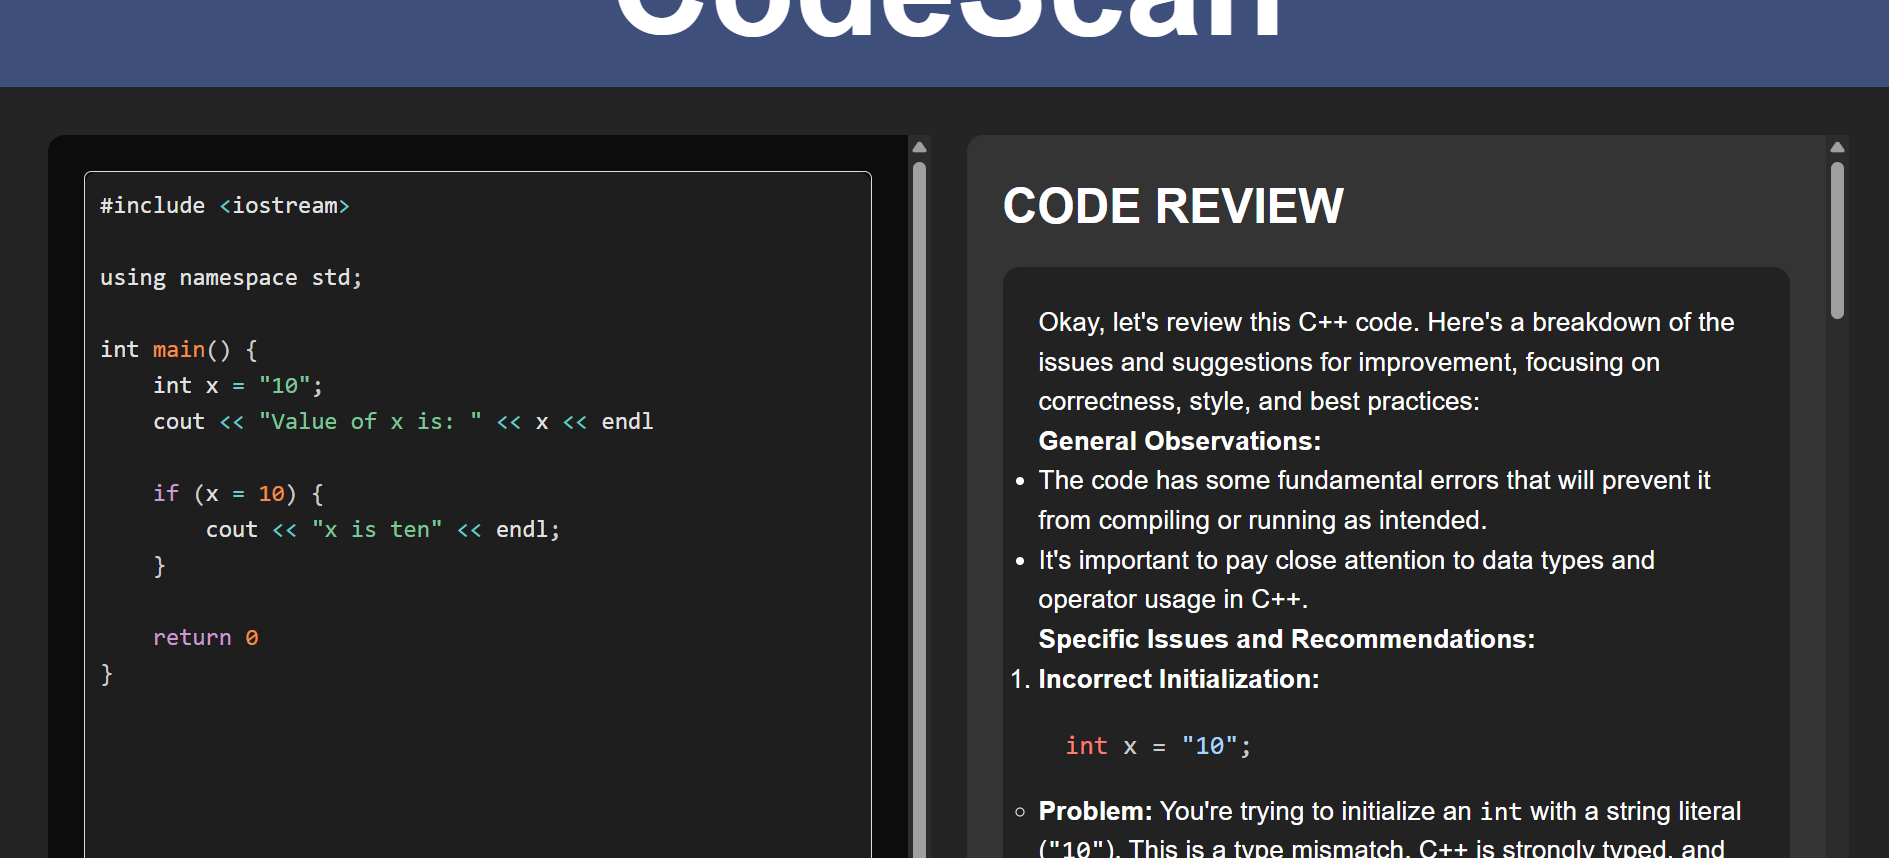 CodeScan
#include <iostream>
using namespace std;
int main() {
    int x = "10";
    cout << "Value of x is: " << x << endl
    if (x = 10) {
        cout << "x is ten" << endl;
    }
    return 0
}
CODE REVIEW
Okay, let's review this C++ code. Here's a breakdown of the
issues and suggestions for improvement, focusing on
correctness, style, and best practices:
General Observations:
• The code has some fundamental errors that will prevent it
from compiling or running as intended.
• It's important to pay close attention to data types and
operator usage in C++.
Specific Issues and Recommendations:
1. Incorrect Initialization:
int x = "10";
◦ Problem: You're trying to initialize an int with a string literal
("10"). This is a type mismatch. C++ is strongly typed, and